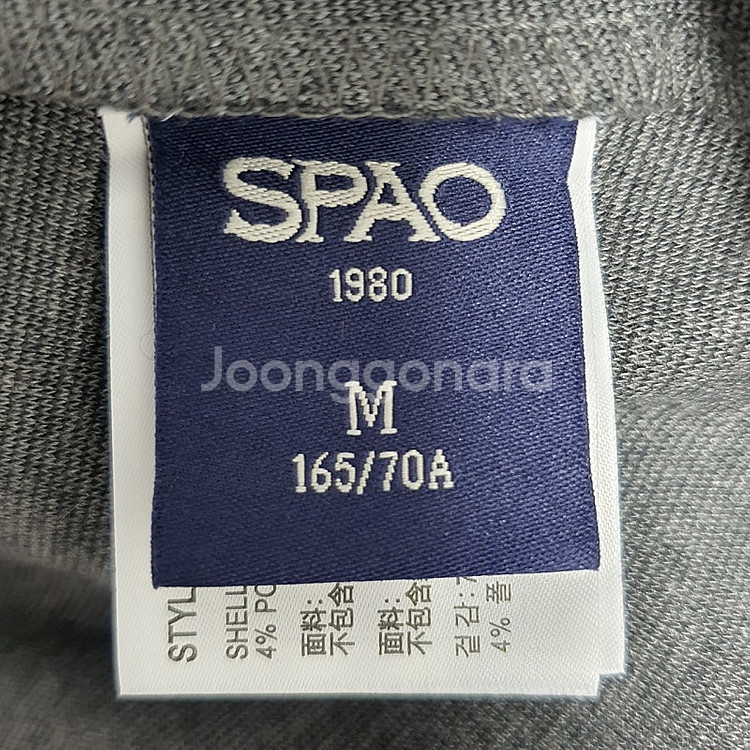 SPAO
1980
Joonggonara
M
165/70A
STYL
SHELL
4% PO
面料:
不包含
面料:
不包含
겉감:7
4% 폴